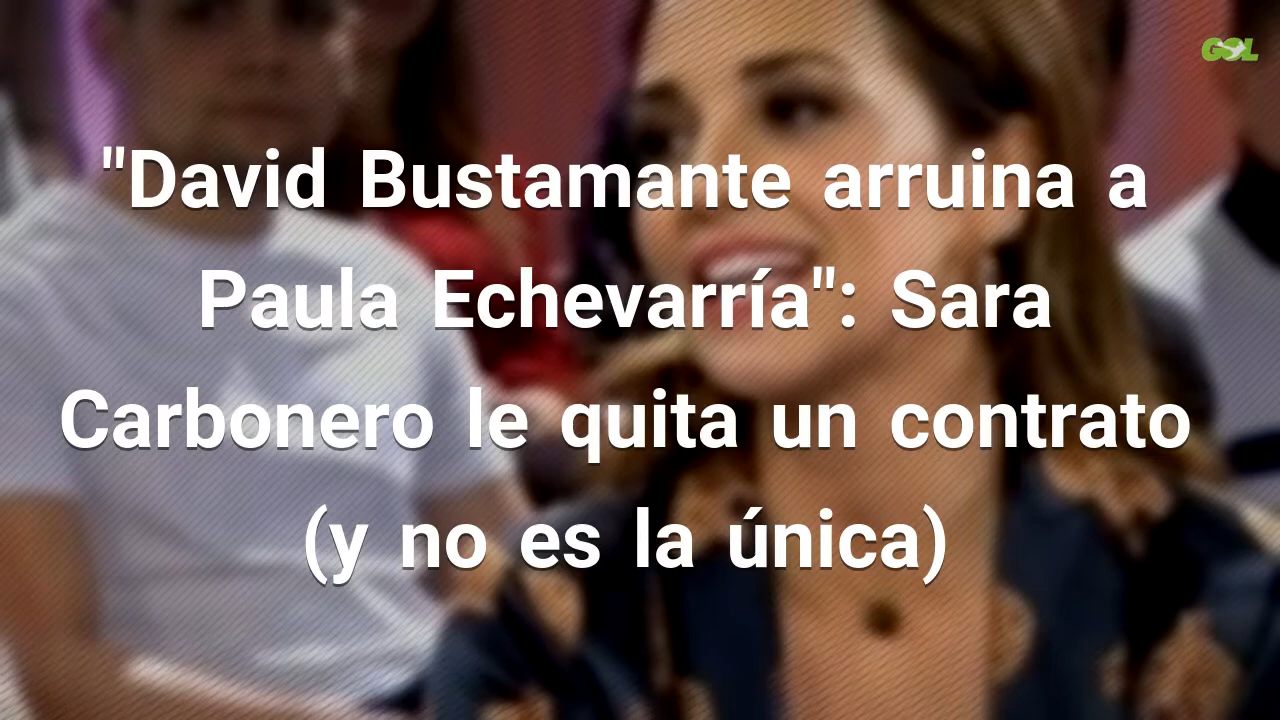 GOL
"David Bustamante arruina a
Paula Echevarría": Sara
Carbonero le quita un contrato
(y no es la única)